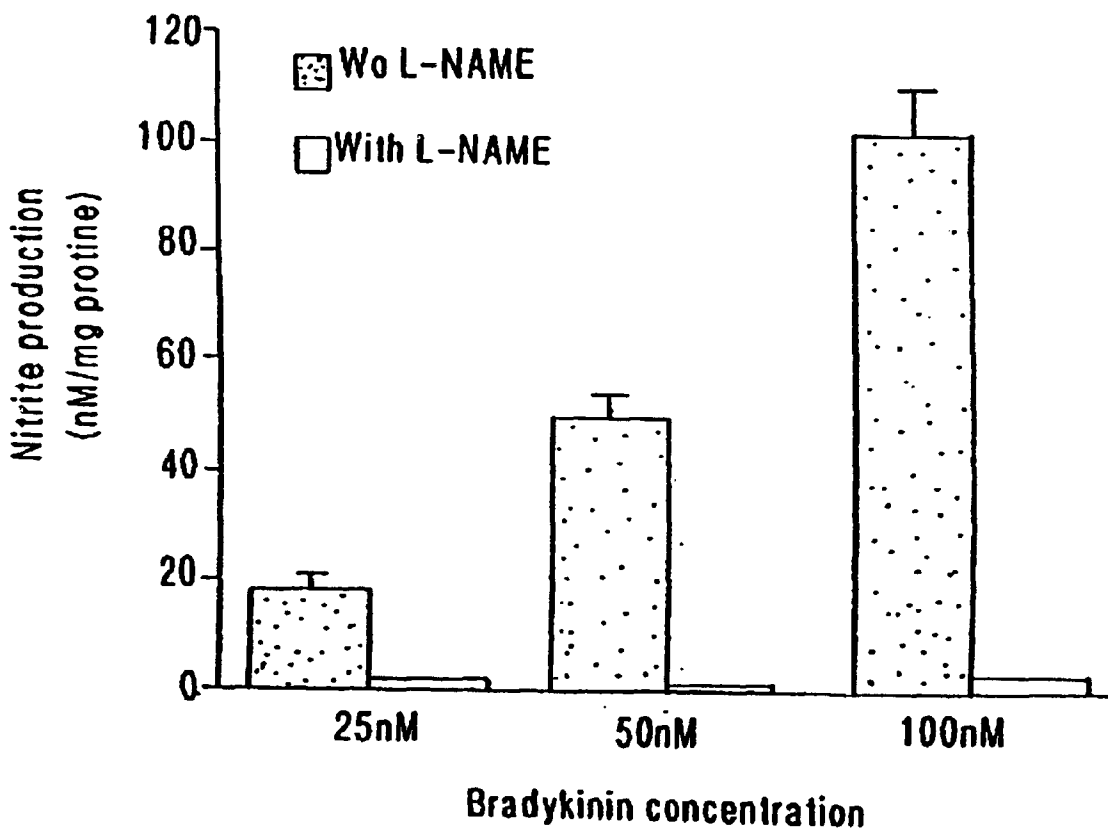 120
100
80
60
40
20
0
Wo L-NAME
With L-NAME
Nitrite production
(nM/mg protine)
25nM
50nM
100nM
Bradykinin concentration